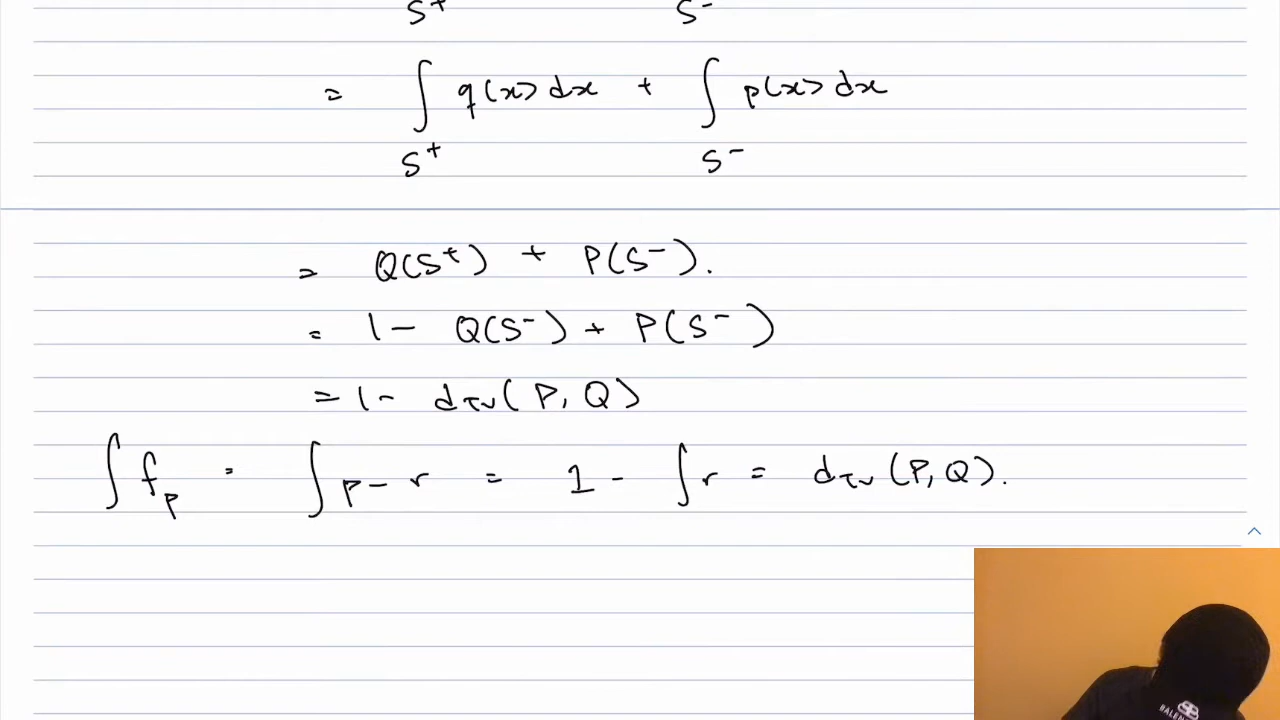 S⁺ S⁻
= ∫ q(x) dx + ∫ p(x) dx
S⁺ S⁻
= Q(S⁺) + P(S⁻).
= 1 − Q(S⁻) + P(S⁻)
= 1 − d_TV(P, Q)
∫ f_p = ∫ p − r = 1 − ∫ r = d_TV(P, Q).